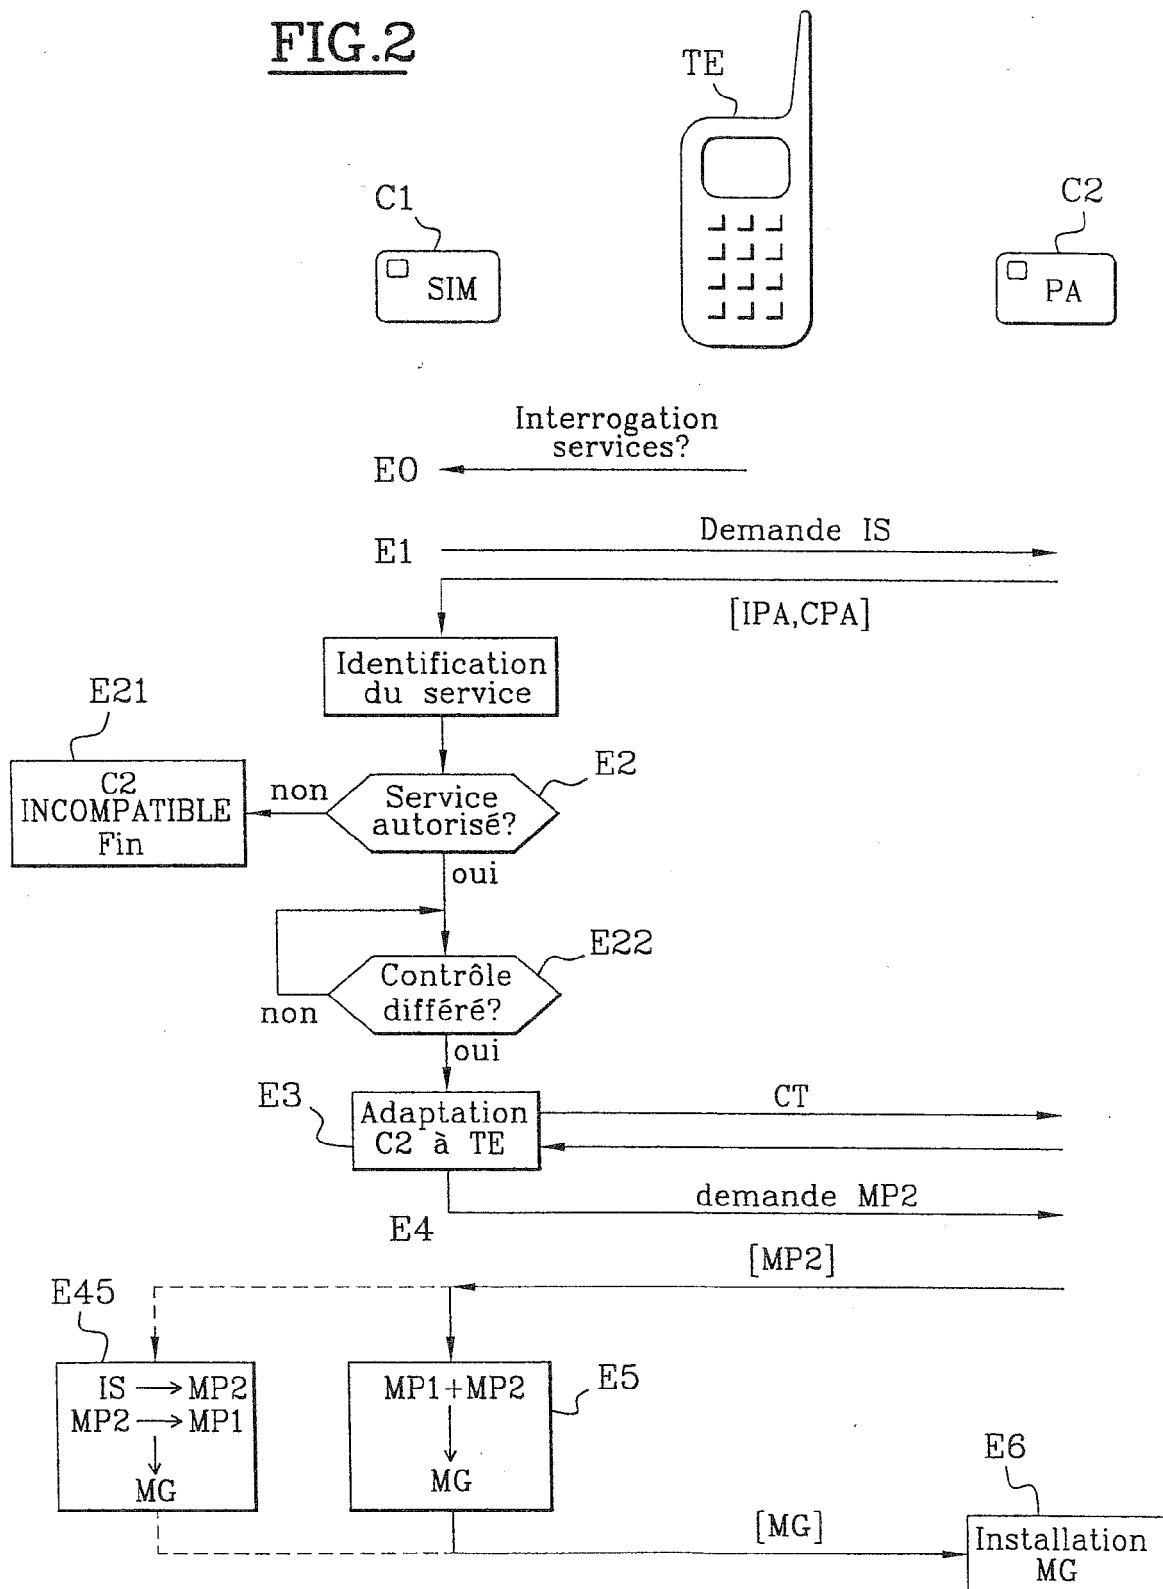 FIG.2
TE
C1
C2
SIM
PA
Interrogation
services?
E0
Demande IS
E1
[IPA,CPA]
Identification
du service
E21
E2
C2
INCOMPATIBLE
Fin
non
Service
autorisé?
oui
E22
Contrôle
différé?
non
oui
E3
Adaptation
C2 à TE
CT
demande MP2
E4
[MP2]
E45
IS → MP2
MP2 → MP1
MG
E5
MP1+MP2
MG
E6
[MG]
Installation
MG